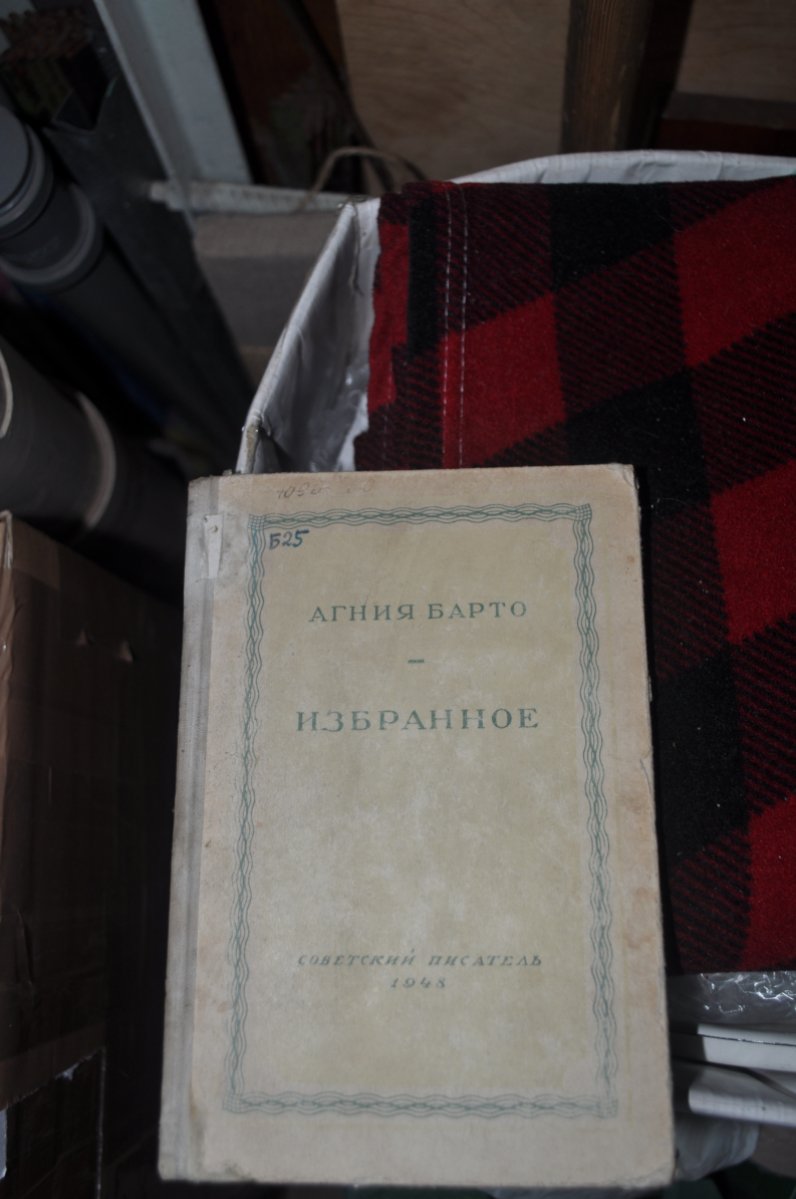 Б25
АГНИЯ БАРТО
—
ИЗБРАННОЕ
СОВЕТСКИЙ ПИСАТЕЛЬ
1948